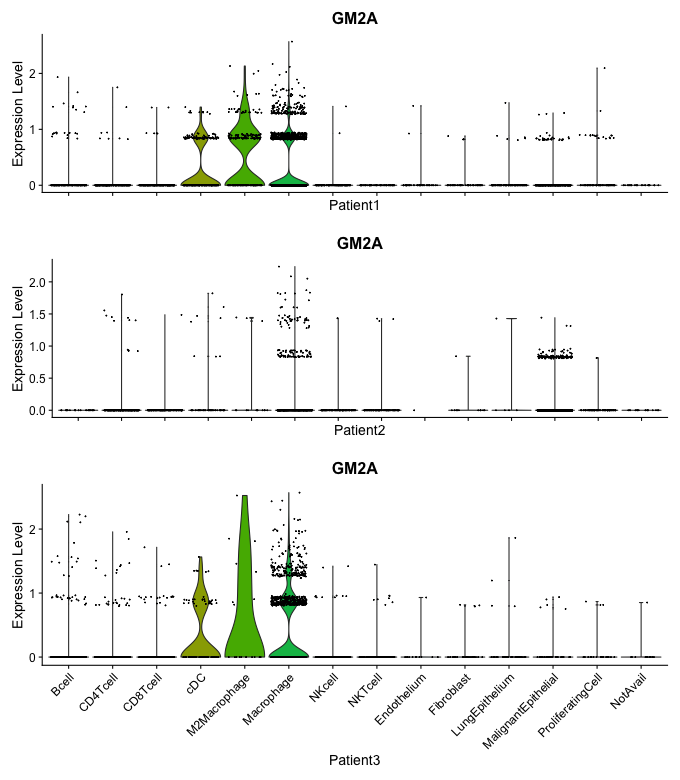 GM2A
Expression Level
2
1
0
Patient1
GM2A
Expression Level
2.0
1.5
1.0
0.5
0.0
Patient2
GM2A
Expression Level
2
1
0
Bcell
CD4Tcell
CD8Tcell
cDC
M2Macrophage
Macrophage
NKcell
NKTcell
Endothelium
Fibroblast
LungEpithelium
MalignantEpithelial
ProliferatingCell
NotAvail
Patient3